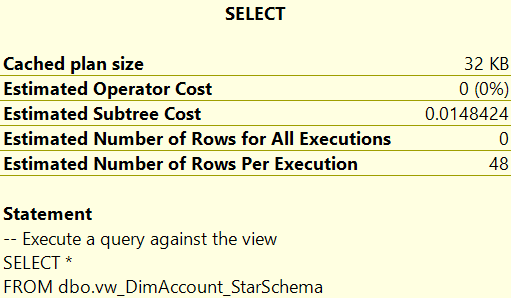 SELECT
Cached plan size 32 KB
Estimated Operator Cost 0 (0%)
Estimated Subtree Cost 0.0148424
Estimated Number of Rows for All Executions 0
Estimated Number of Rows Per Execution 48
Statement
-- Execute a query against the view
SELECT *
FROM dbo.vw_DimAccount_StarSchema